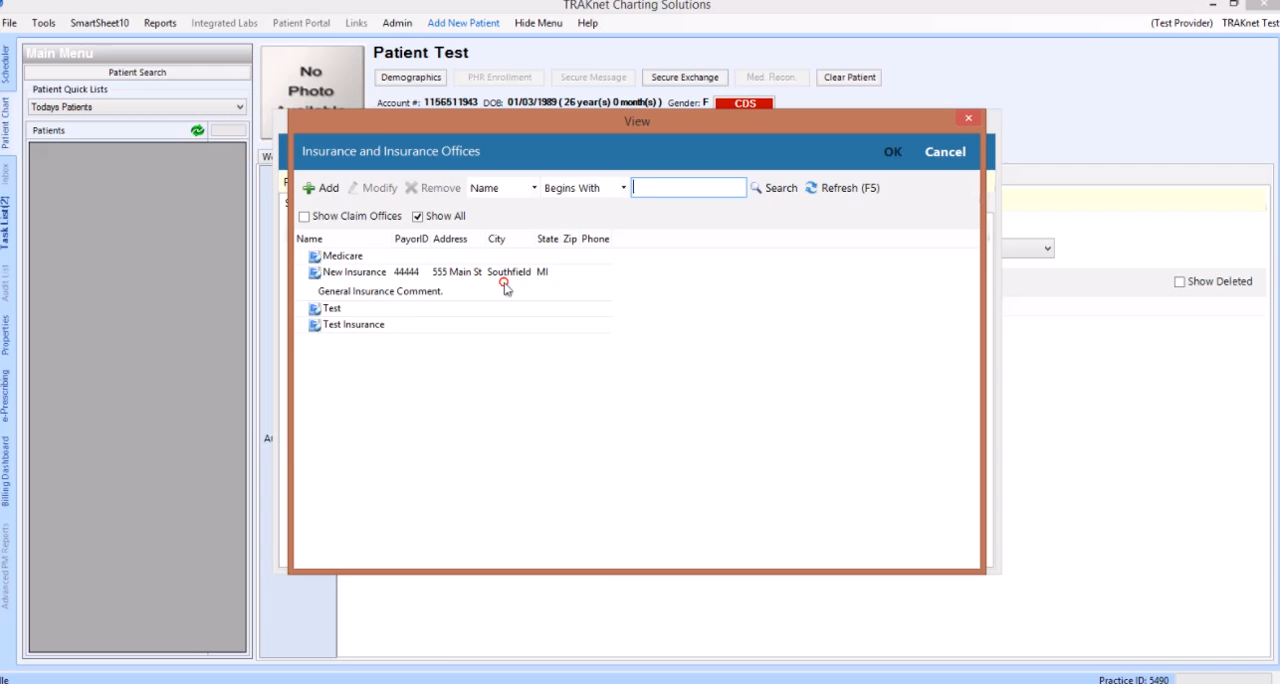 TRAKnet Charting Solutions
File Tools SmartSheet10 Reports Integrated Labs Patient Portal Links Admin Add New Patient Hide Menu Help (Test Provider) TRAKnet Test
Scheduler
Patient Chart
Inbox
Task List(2)
Audit List
Properties
e-Prescribing
Billing Dashboard
Advanced PM Reports
Main Menu
Patient Search
Patient Quick Lists
Todays Patients
Patients
No
Photo
Patient Test
Demographics PHR Enrollment Secure Message Secure Exchange Med. Recon. Clear Patient
Account #: 1156511943 DOB: 01/03/1989 ( 26 year(s) 0 month(s) ) Gender: F CDS
View
Insurance and Insurance Offices OK Cancel
Add Modify Remove Name Begins With Search Refresh (F5)
Show Claim Offices Show All
Name PayorID Address City State Zip Phone
Medicare
New Insurance 44444 555 Main St Southfield MI
General Insurance Comment.
Test
Test Insurance
Show Deleted
Practice ID: 5490